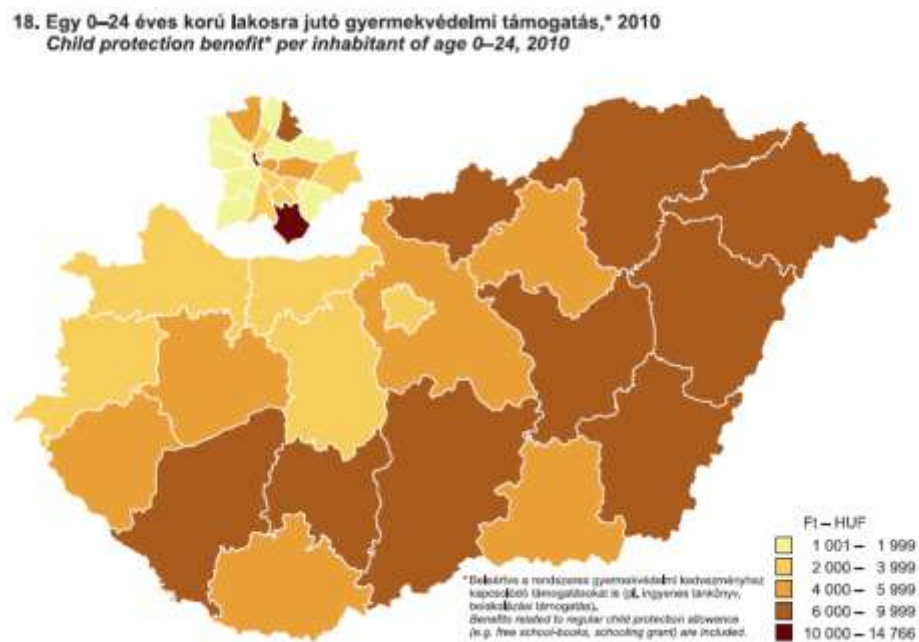 18. Egy 0–24 éves korú lakosra jutó gyermekvédelmi támogatás,* 2010
Child protection benefit* per inhabitant of age 0–24, 2010
Ft – HUF
1 001 – 1 999
2 000 – 3 999
4 000 – 5 999
6 000 – 9 999
10 000 – 14 766
* Beleértve a rendszeres gyermekvédelmi kedvezményhez
kapcsolódó támogatásokat is (pl. ingyenes tankönyv,
beiskolázási támogatás).
Benefits related to regular child protection allowance
(e.g. free school-books, schooling grant) are included.